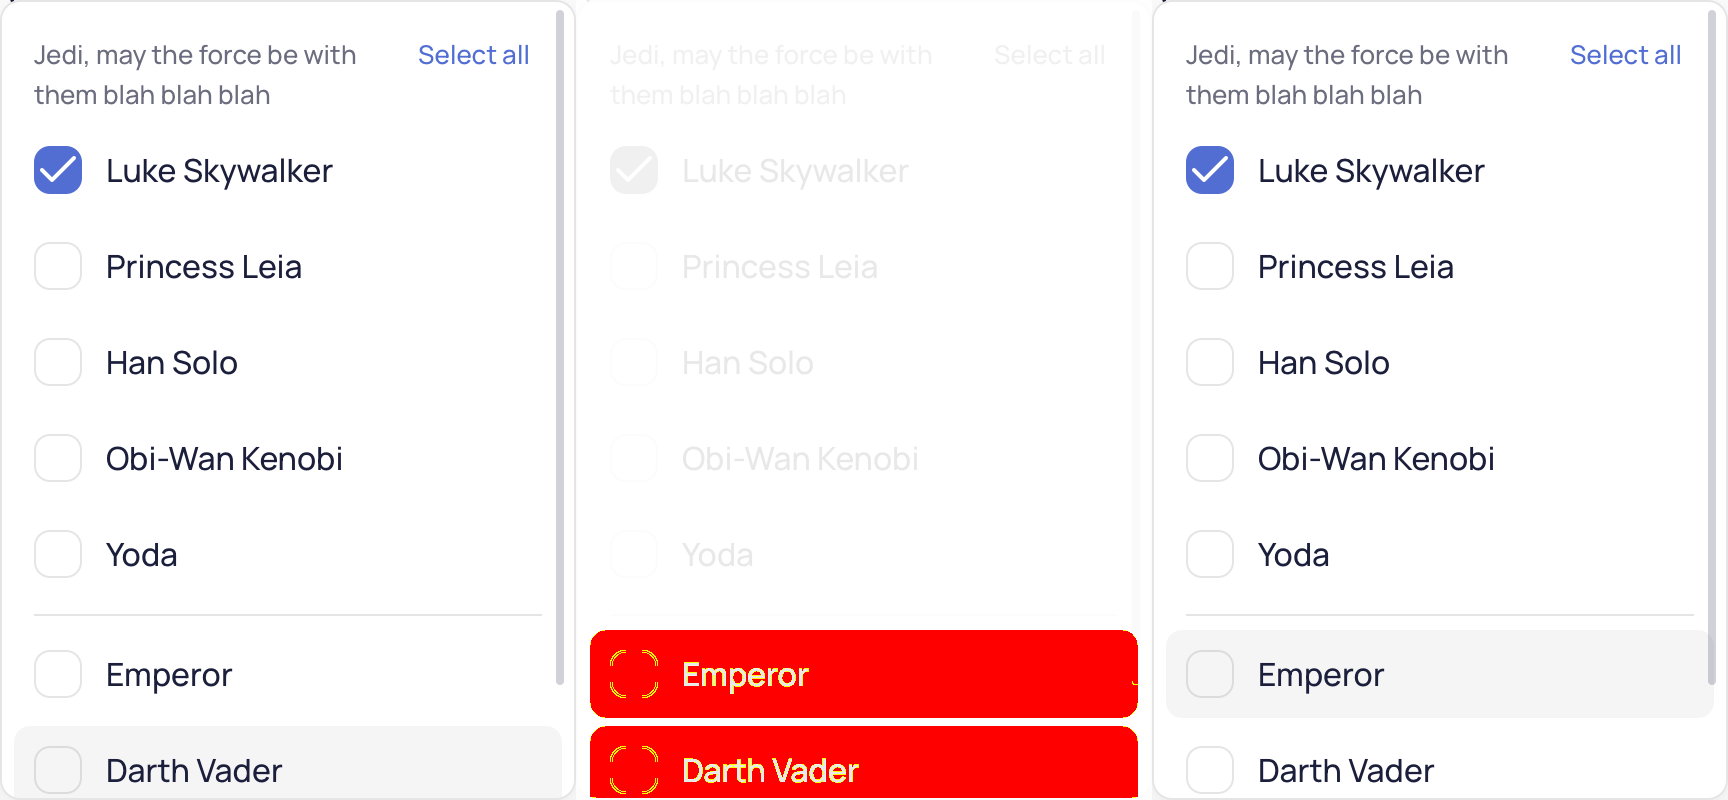 Jedi, may the force be with Select all
them blah blah blah
Luke Skywalker
Princess Leia
Han Solo
Obi-Wan Kenobi
Yoda
Emperor
Darth Vader
Jedi, may the force be with Select all
them blah blah blah
Luke Skywalker
Princess Leia
Han Solo
Obi-Wan Kenobi
Yoda
Emperor
Darth Vader
Jedi, may the force be with Select all
them blah blah blah
Luke Skywalker
Princess Leia
Han Solo
Obi-Wan Kenobi
Yoda
Emperor
Darth Vader